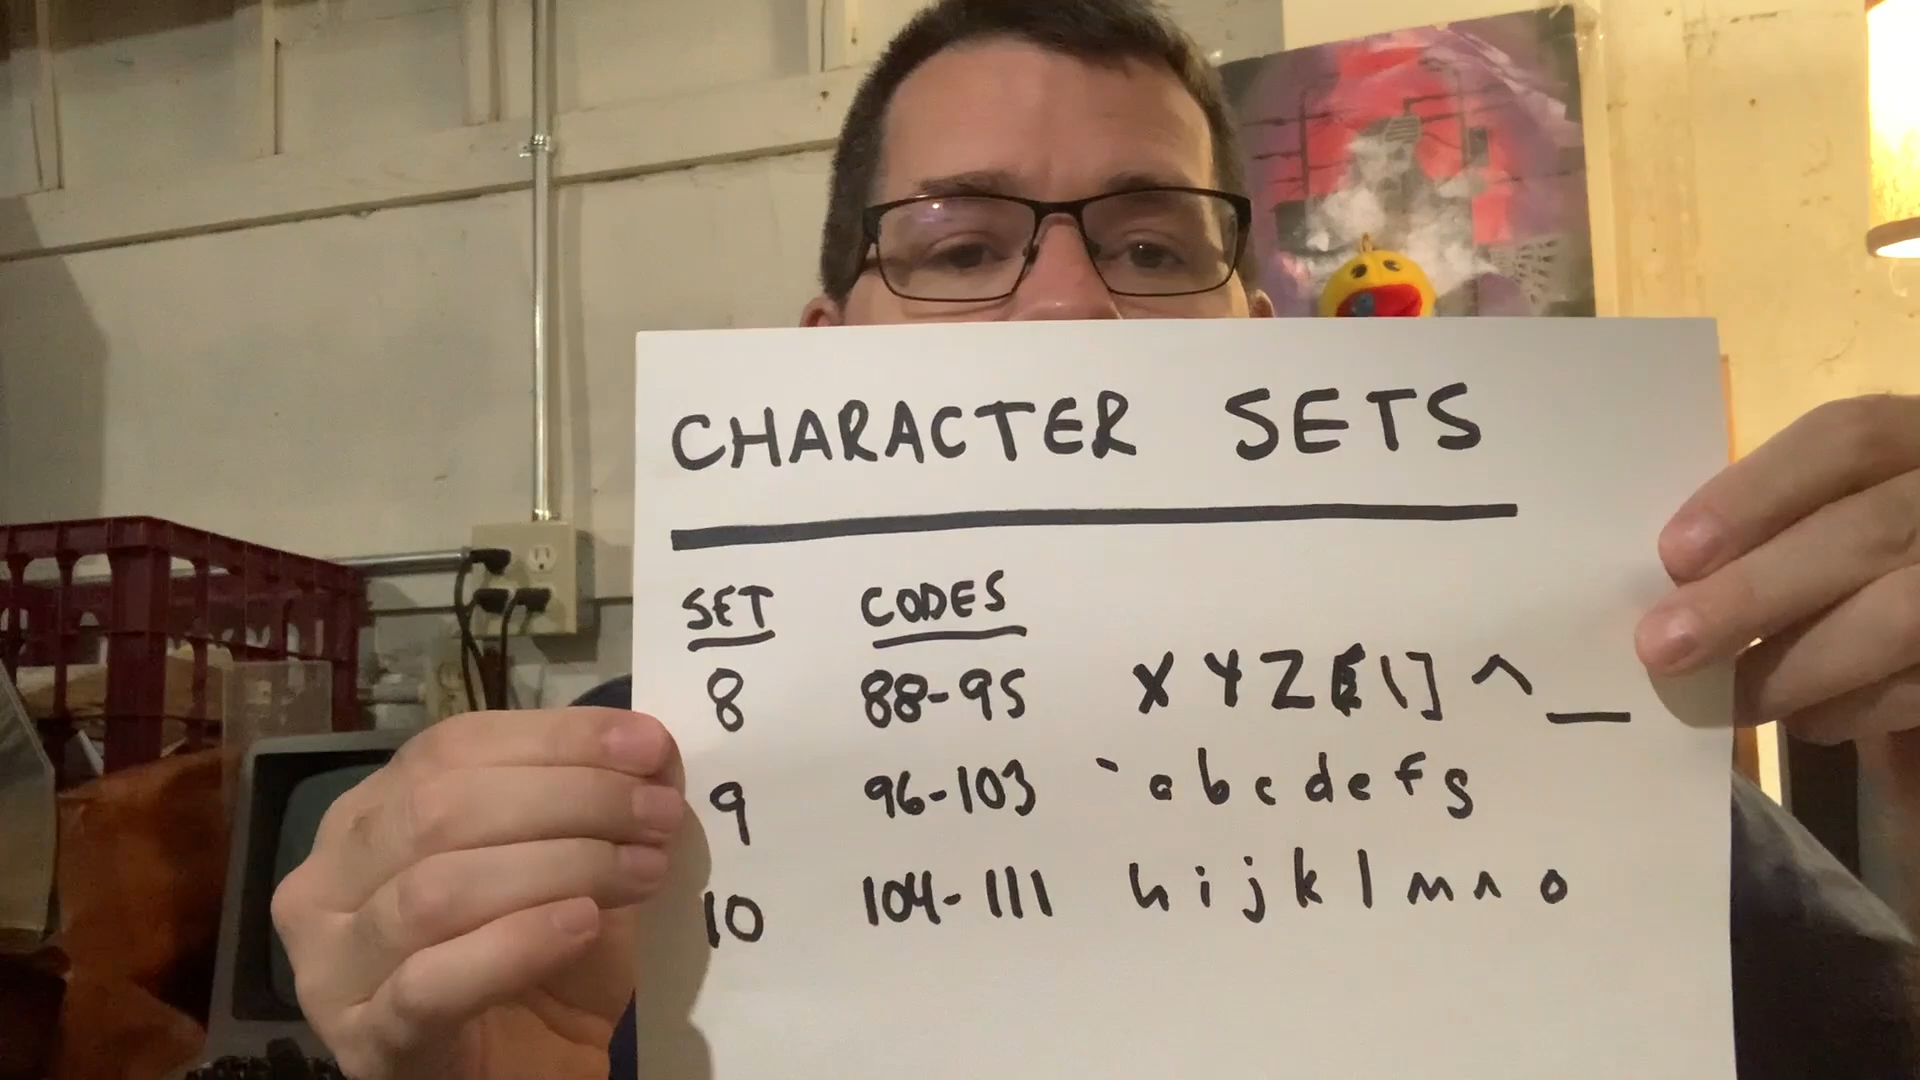 CHARACTER SETS
SET CODES
8 88-95 X Y Z [ \ ] ^ _
9 96-103 ` a b c d e f g
10 104-111 h i j k l m n o